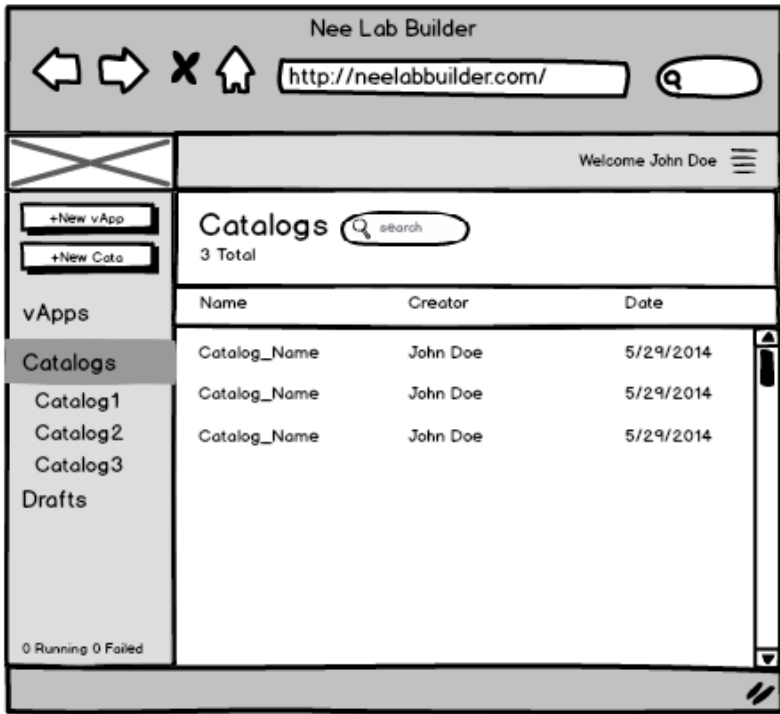 Nee Lab Builder
http://neelabbuilder.com/
Welcome John Doe
+New vApp
+New Cata
vApps
Catalogs
Catalog1
Catalog2
Catalog3
Drafts
0 Running 0 Failed
Catalogs search
3 Total
Name Creator Date
Catalog_Name John Doe 5/29/2014
Catalog_Name John Doe 5/29/2014
Catalog_Name John Doe 5/29/2014